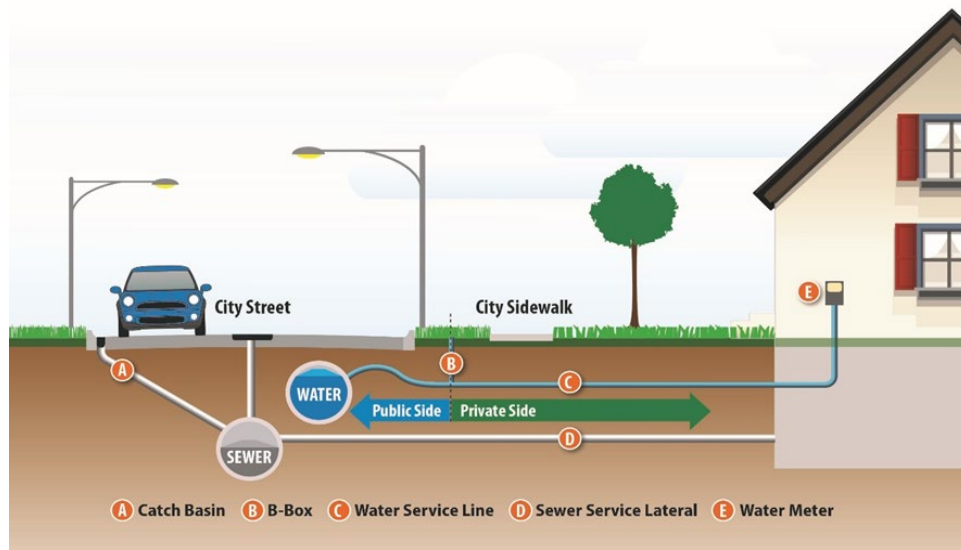 City Street
City Sidewalk
E
A
B
WATER
C
Public Side
Private Side
D
SEWER
A Catch Basin B B-Box C Water Service Line D Sewer Service Lateral E Water Meter